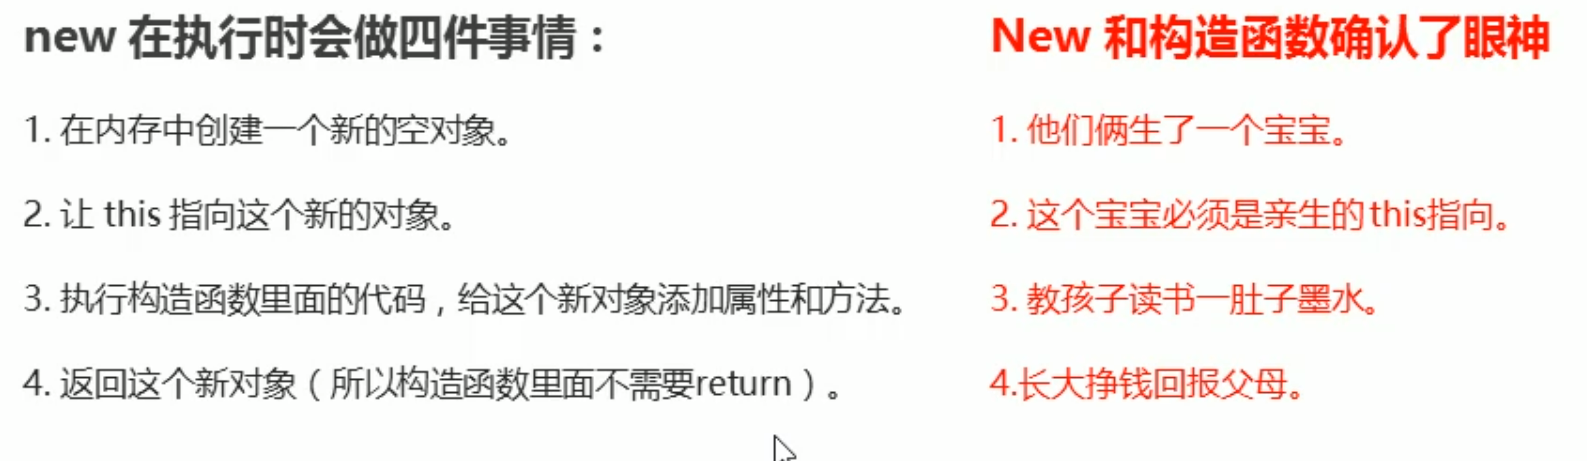 new 在执行时会做四件事情：
1. 在内存中创建一个新的空对象。
2. 让 this 指向这个新的对象。
3. 执行构造函数里面的代码，给这个新对象添加属性和方法。
4. 返回这个新对象（所以构造函数里面不需要return）。
New 和构造函数确认了眼神
1. 他们俩生了一个宝宝。
2. 这个宝宝必须是亲生的this指向。
3. 教孩子读书一肚子墨水。
4.长大挣钱回报父母。